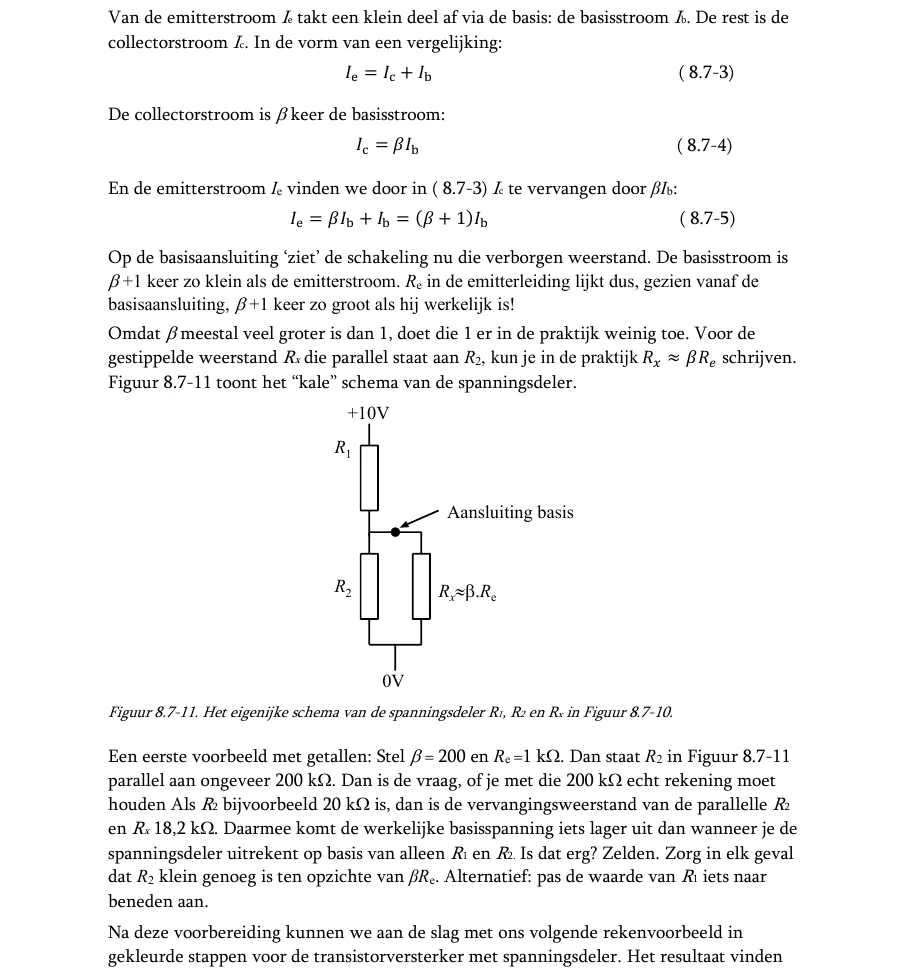 Van de emitterstroom Ie takt een klein deel af via de basis: de basisstroom Ib. De rest is de
collectorstroom Ic. In de vorm van een vergelijking:
Ie = Ic + Ib ( 8.7-3)
De collectorstroom is β keer de basisstroom:
Ic = βIb ( 8.7-4)
En de emitterstroom Ie vinden we door in ( 8.7-3) Ic te vervangen door βIb:
Ie = βIb + Ib = (β + 1)Ib ( 8.7-5)
Op de basisaansluiting ‘ziet’ de schakeling nu die verborgen weerstand. De basisstroom is
β+1 keer zo klein als de emitterstroom. Re in de emitterleiding lijkt dus, gezien vanaf de
basisaansluiting, β+1 keer zo groot als hij werkelijk is!
Omdat β meestal veel groter is dan 1, doet die 1 er in de praktijk weinig toe. Voor de
gestippelde weerstand Rx die parallel staat aan R2, kun je in de praktijk Rx ≈ βRe schrijven.
Figuur 8.7-11 toont het “kale” schema van de spanningsdeler.
+10V
R1
Aansluiting basis
R2
Rx≈β.Re
0V
Figuur 8.7-11. Het eigenijke schema van de spanningsdeler R1, R2 en Rx in Figuur 8.7-10.
Een eerste voorbeeld met getallen: Stel β = 200 en Re =1 kΩ. Dan staat R2 in Figuur 8.7-11
parallel aan ongeveer 200 kΩ. Dan is de vraag, of je met die 200 kΩ echt rekening moet
houden Als R2 bijvoorbeeld 20 kΩ is, dan is de vervangingsweerstand van de parallelle R2
en Rx 18,2 kΩ. Daarmee komt de werkelijke basisspanning iets lager uit dan wanneer je de
spanningsdeler uitrekent op basis van alleen R1 en R2. Is dat erg? Zelden. Zorg in elk geval
dat R2 klein genoeg is ten opzichte van βRe. Alternatief: pas de waarde van R1 iets naar
beneden aan.
Na deze voorbereiding kunnen we aan de slag met ons volgende rekenvoorbeeld in
gekleurde stappen voor de transistorversterker met spanningsdeler. Het resultaat vinden